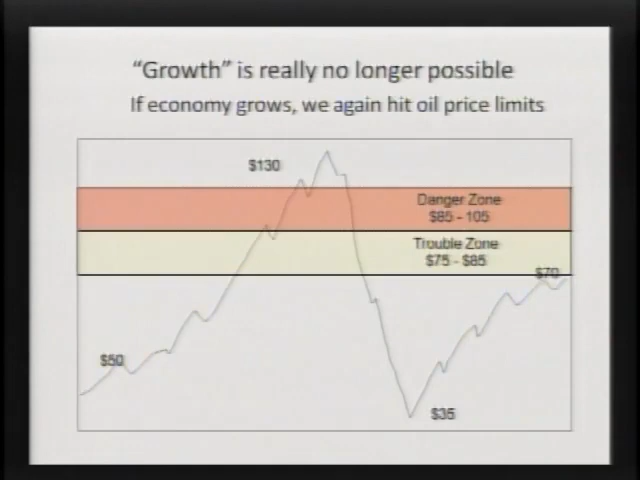 “Growth” is really no longer possible
If economy grows, we again hit oil price limits
$130
Danger Zone
$85 - 105
Trouble Zone
$75 - $85
$70
$50
$35